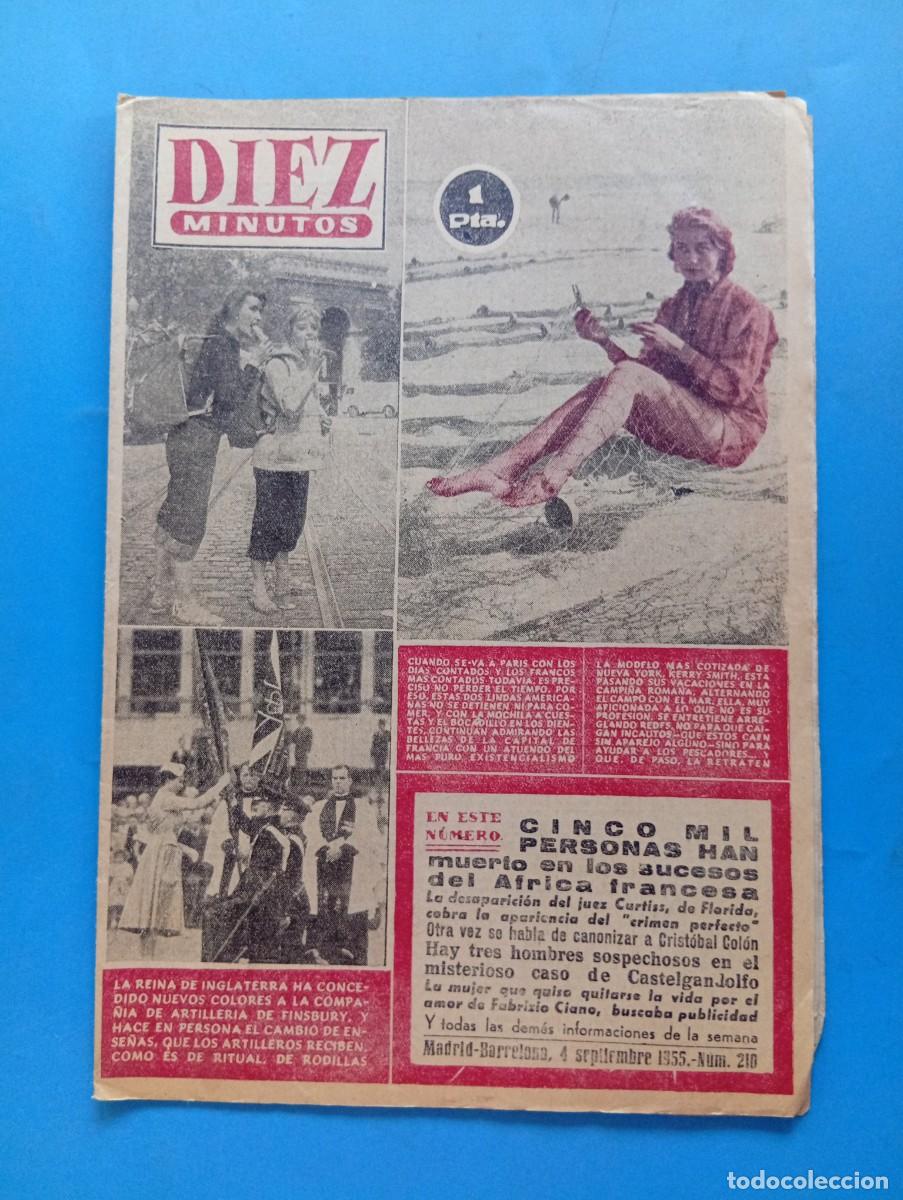 DIEZ
MINUTOS
1
Pta.
CUANDO SE VA A PARIS CON LOS
DIAS CONTADOS Y LOS FRANCOS
MAS CONTADOS TODAVIA, ES PRE-
CISO NO PERDER EL TIEMPO. POR
ESO, ESTAS DOS LINDAS AMERICA-
NAS NO SE DETIENEN NI PARA CO-
MER, Y CON LA MOCHILA A CUES-
TAS Y EL BOCADILLO EN LOS DIEN-
TES, CONTINUAN ADMIRANDO LAS
BELLEZAS DE LA CAPITAL DE
FRANCIA CON UN ATUENDO DEL
MAS PURO EXISTENCIALISMO
LA MODELO MAS COTIZADA DE
NUEVA YORK, KERRY SMITH, ESTA
PASANDO SUS VACACIONES EN LA
CAMPIÑA ROMANA, ALTERNANDO
EL CAMPO CON EL MAR. ELLA, MUY
AFICIONADA A LO QUE NO ES SU
PROFESION, SE ENTRETIENE ARRE-
GLANDO REDES, NO PARA QUE CAI-
GAN INCAUTOS—QUE ESTOS CAEN
SIN APAREJO ALGUNO—SINO PARA
AYUDAR A LOS PESCADORES... Y
QUE, DE PASO, LA RETRATEN
LA REINA DE INGLATERRA HA CONCE-
DIDO NUEVOS COLORES A LA COMPA-
ÑIA DE ARTILLERIA DE FINSBURY, Y
HACE EN PERSONA EL CAMBIO DE EN-
SEÑAS, QUE LOS ARTILLEROS RECIBEN,
COMO ES DE RITUAL, DE RODILLAS
EN ESTE
NÚMERO
CINCO MIL
PERSONAS HAN
muerto en los sucesos
del Africa francesa
La desaparición del juez Curtiss, de Florida,
cobra la apariencia del "crimen perfecto"
Otra vez se habla de canonizar a Cristóbal Colón
Hay tres hombres sospechosos en el
misterioso caso de Castelgandolfo
La mujer que quiso quitarse la vida por el
amor de Fabrizio Ciano, buscaba publicidad
Y todas las demés informaciones de la semana
Madrid-Barcelona, 4 septiembre 1955.-Num. 210
todocoleccion